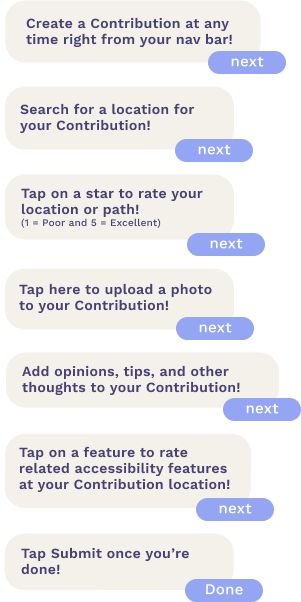 Create a Contribution at any
time right from your nav bar!
next
Search for a location for
your Contribution!
next
Tap on a star to rate your
location or path!
(1 = Poor and 5 = Excellent)
next
Tap here to upload a photo
to your Contribution!
next
Add opinions, tips, and other
thoughts to your Contribution!
next
Tap on a feature to rate
related accessibility features
at your Contribution location!
next
Tap Submit once you’re
done!
Done